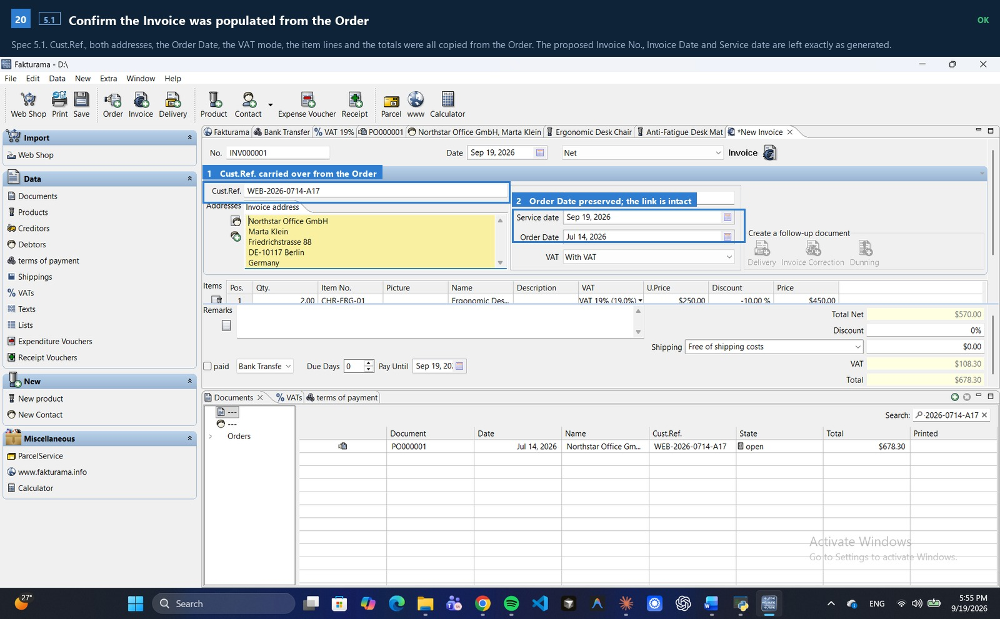 20 5.1 Confirm the Invoice was populated from the Order OK
Spec 5.1. Cust.Ref., both addresses, the Order Date, the VAT mode, the item lines and the totals were all copied from the Order. The proposed Invoice No., Invoice Date and Service date are left exactly as generated.
Fakturama - D:\
File Edit Data New Extra Window Help
Web Shop Print Save Order Invoice Delivery Product Contact Expense Voucher Receipt Parcel www Calculator
Import
Web Shop
Data
Documents
Products
Creditors
Debtors
terms of payment
Shippings
VATs
Texts
Lists
Expenditure Vouchers
Receipt Vouchers
New
New product
New Contact
Miscellaneous
ParcelService
www.fakturama.info
Calculator
Fakturama Bank Transfer VAT 19% PO000001 Northstar Office GmbH, Marta Klein Ergonomic Desk Chair Anti-Fatigue Desk Mat *New Invoice
No. INV000001 Date Sep 19, 2026 Net Invoice
1 Cust.Ref. carried over from the Order
Cust.Ref. WEB-2026-0714-A17
2 Order Date preserved; the link is intact
Addresses Invoice address
Northstar Office GmbH
Marta Klein
Friedrichstrasse 88
DE-10117 Berlin
Germany
Service date Sep 19, 2026
Order Date Jul 14, 2026
VAT With VAT
Create a follow-up document
Delivery Invoice Correction Dunning
Items Pos. Qty. Item No. Picture Name Description VAT U.Price Discount Price
1 2.00 CHR-ERG-01 Ergonomic Des... VAT 19% (19.0%) $250.00 -10.00 % $450.00
Remarks
Total Net $570.00
Discount 0%
Shipping Free of shipping costs $0.00
VAT $108.30
Total $678.30
paid Bank Transfe Due Days 0 Pay Until Sep 19, 20
Documents VATs terms of payment
---
---
Orders
Search: 2026-0714-A17
Document Date Name Cust.Ref. State Total Printed
PO000001 Jul 14, 2026 Northstar Office Gm... WEB-2026-0714-A17 open $678.30
Activate Windows
Go to Settings to activate Windows.
27° Search ENG 5:55 PM
9/19/2026